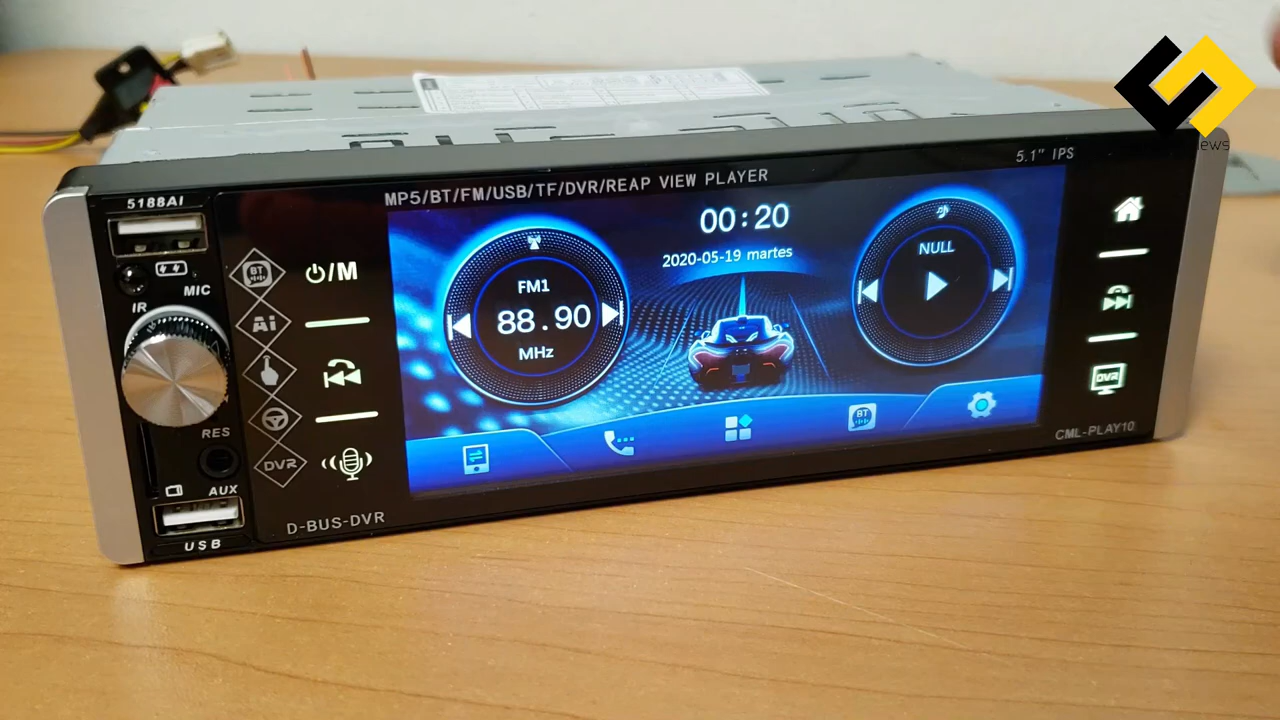 5188AI
IR
MIC
RES
AUX
USB
BT
Ai
DVR
D-BUS-DVR
⏻/M
MP5/BT/FM/USB/TF/DVR/REAP VIEW PLAYER
5.1" IPS
00:20
2020-05-19 martes
FM1
88.90
MHz
NULL
BT
DVR
CML-PLAY10